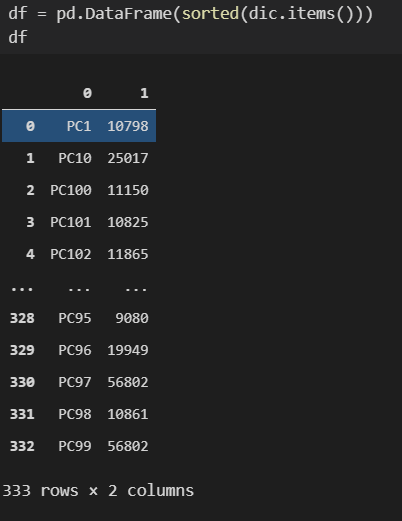 df = pd.DataFrame(sorted(dic.items()))
df
0 1
0 PC1 10798
1 PC10 25017
2 PC100 11150
3 PC101 10825
4 PC102 11865
... ... ...
328 PC95 9080
329 PC96 19949
330 PC97 56802
331 PC98 10861
332 PC99 56802
333 rows × 2 columns